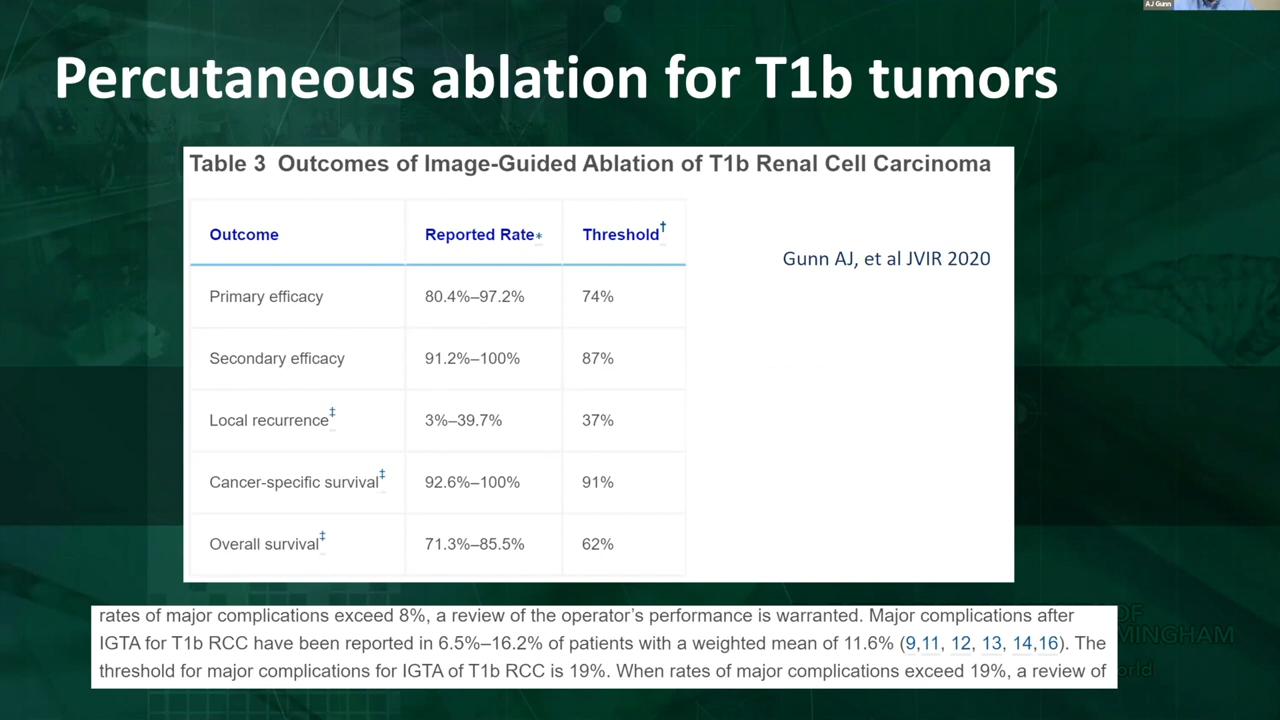 AJ Gunn
Percutaneous ablation for T1b tumors
Table 3 Outcomes of Image-Guided Ablation of T1b Renal Cell Carcinoma
Outcome Reported Rate* Threshold†
Gunn AJ, et al JVIR 2020
Primary efficacy 80.4%–97.2% 74%
Secondary efficacy 91.2%–100% 87%
Local recurrence‡ 3%–39.7% 37%
Cancer-specific survival‡ 92.6%–100% 91%
Overall survival‡ 71.3%–85.5% 62%
rates of major complications exceed 8%, a review of the operator’s performance is warranted. Major complications after
IGTA for T1b RCC have been reported in 6.5%–16.2% of patients with a weighted mean of 11.6% (9,11, 12, 13, 14,16). The
threshold for major complications for IGTA of T1b RCC is 19%. When rates of major complications exceed 19%, a review of
OF
MINGHAM
orld